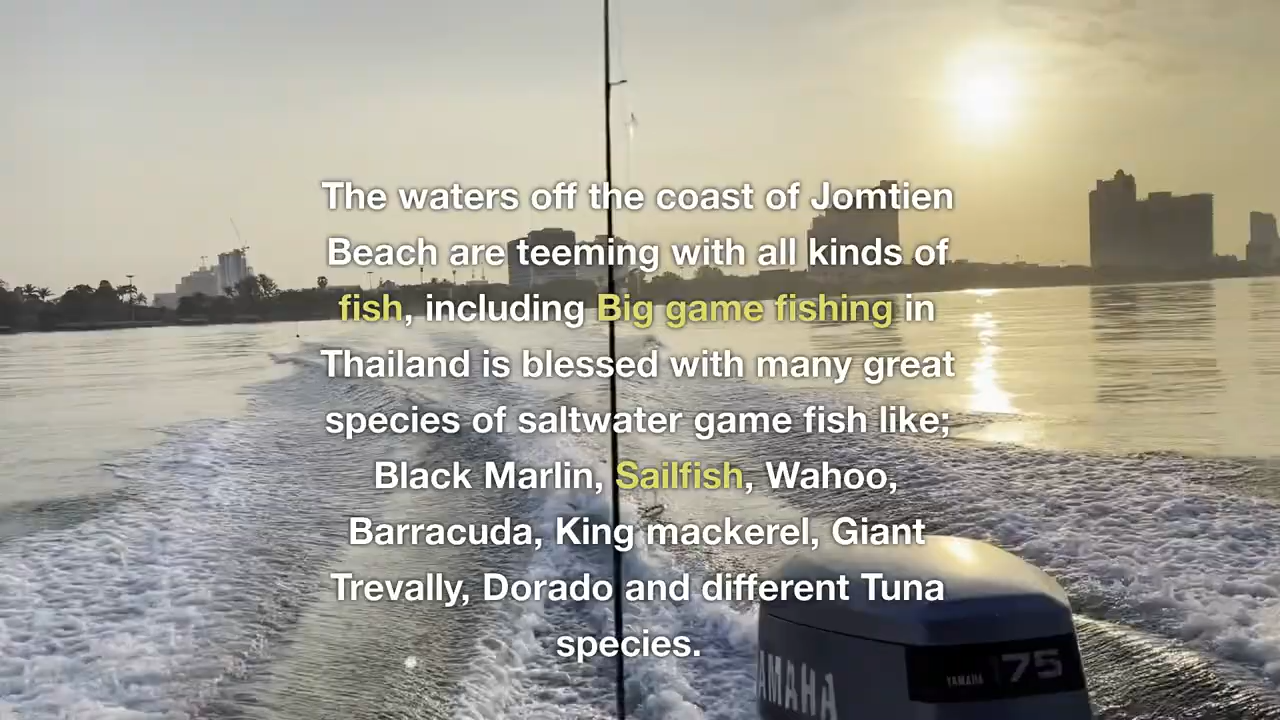 The waters off the coast of Jomtien
Beach are teeming with all kinds of
fish, including Big game fishing in
Thailand is blessed with many great
species of saltwater game fish like;
Black Marlin, Sailfish, Wahoo,
Barracuda, King mackerel, Giant
Trevally, Dorado and different Tuna
species.
YAMAHA 75
AMAHA